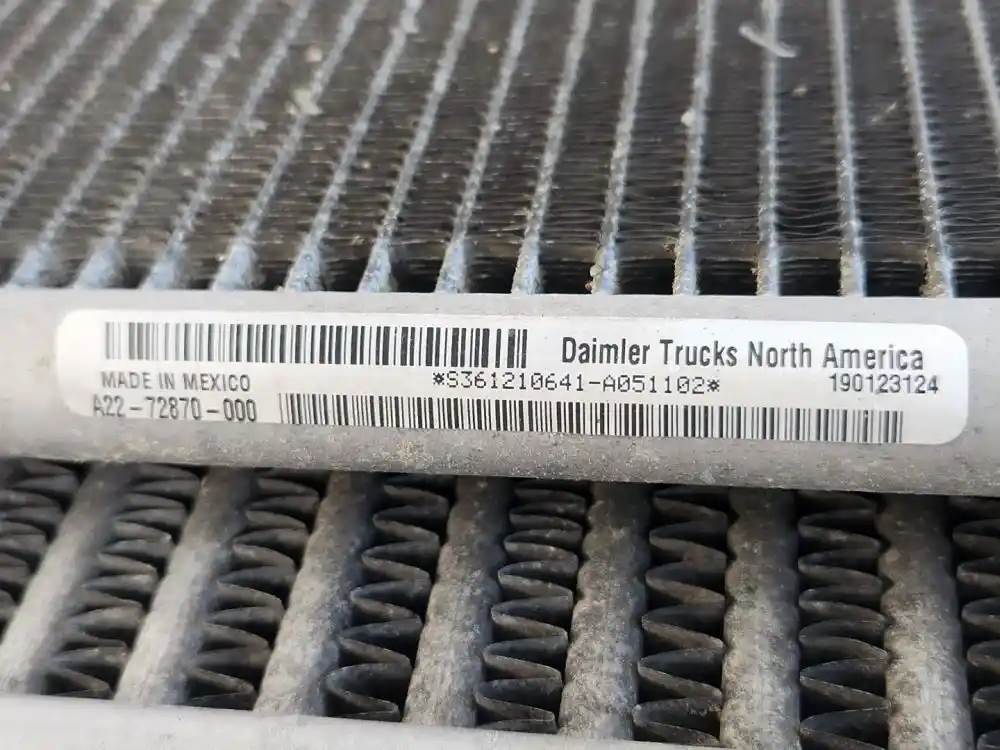 Daimler Trucks North America
MADE IN MEXICO
*S361210641-A051102*
190123124
A22-72870-000